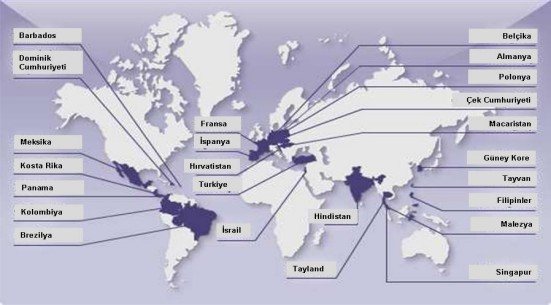 Barbados
Dominik
Cumhuriyeti
Meksika
Kosta Rika
Panama
Kolombiya
Brezilya
Fransa
İspanya
Hırvatistan
Türkiye
İsrail
Hindistan
Tayland
Belçika
Almanya
Polonya
Çek Cumhuriyeti
Macaristan
Güney Kore
Tayvan
Filipinler
Malezya
Singapur